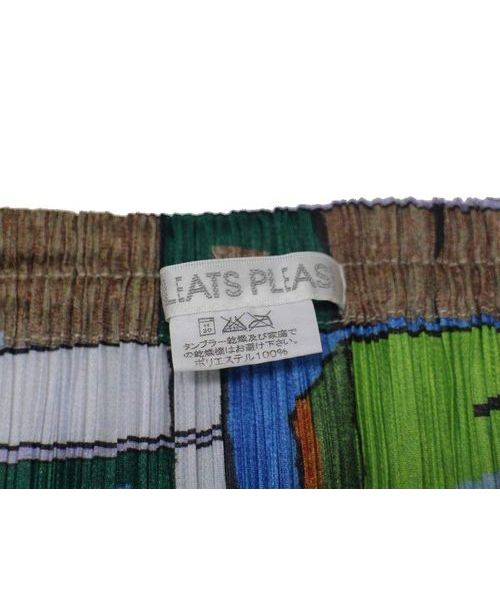 LEATS PLEAS
タンブラー乾燥及び家庭で
の乾燥機はお避け下さい。
ポリエステル100%